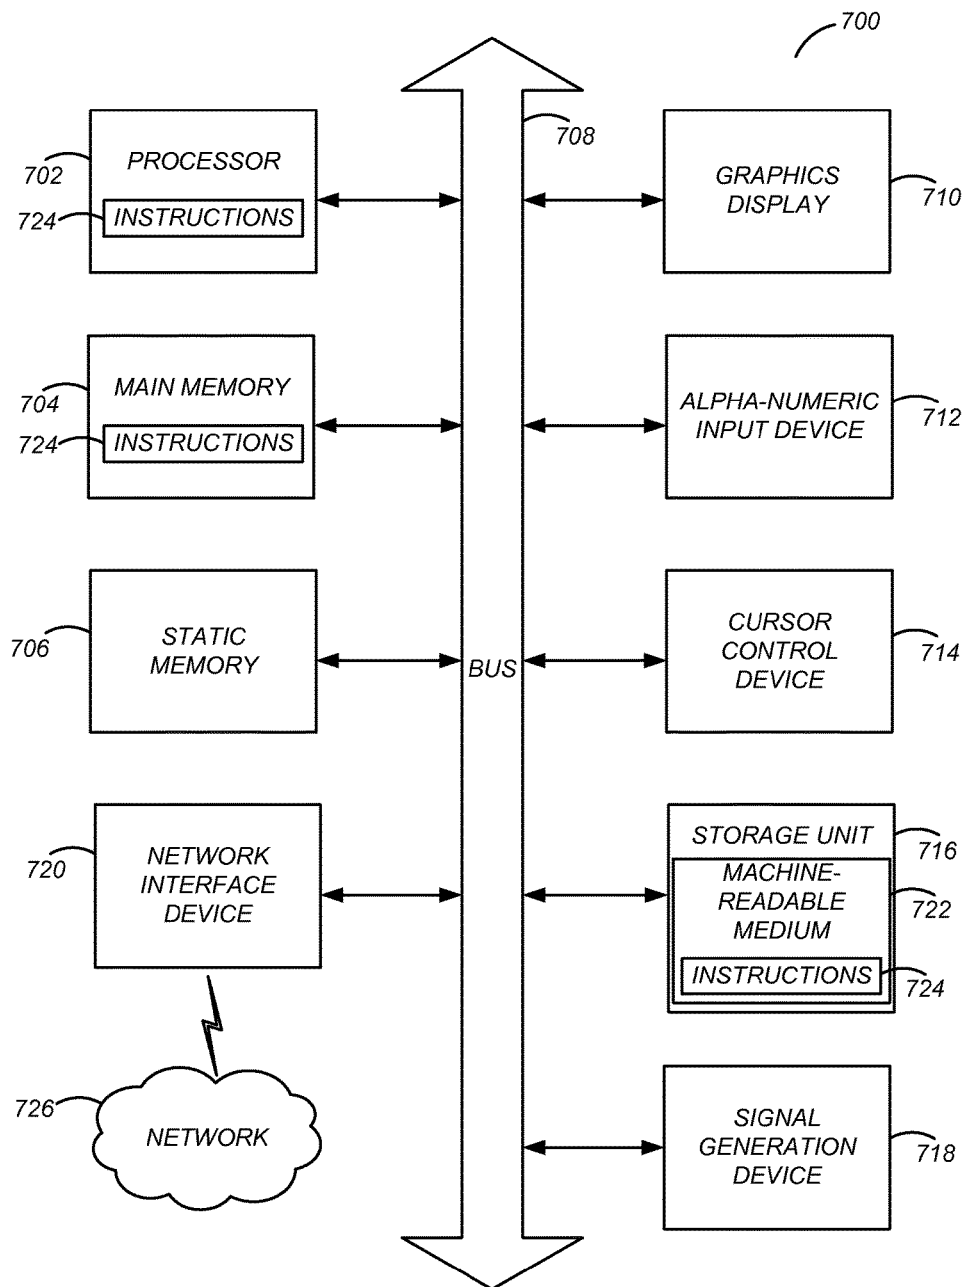 700
708
702
PROCESSOR
724
INSTRUCTIONS
GRAPHICS
DISPLAY
710
704
MAIN MEMORY
724
INSTRUCTIONS
ALPHA-NUMERIC
INPUT DEVICE
712
706
STATIC
MEMORY
BUS
CURSOR
CONTROL
DEVICE
714
720
NETWORK
INTERFACE
DEVICE
STORAGE UNIT
716
MACHINE-
READABLE
MEDIUM
722
INSTRUCTIONS
724
726
NETWORK
SIGNAL
GENERATION
DEVICE
718